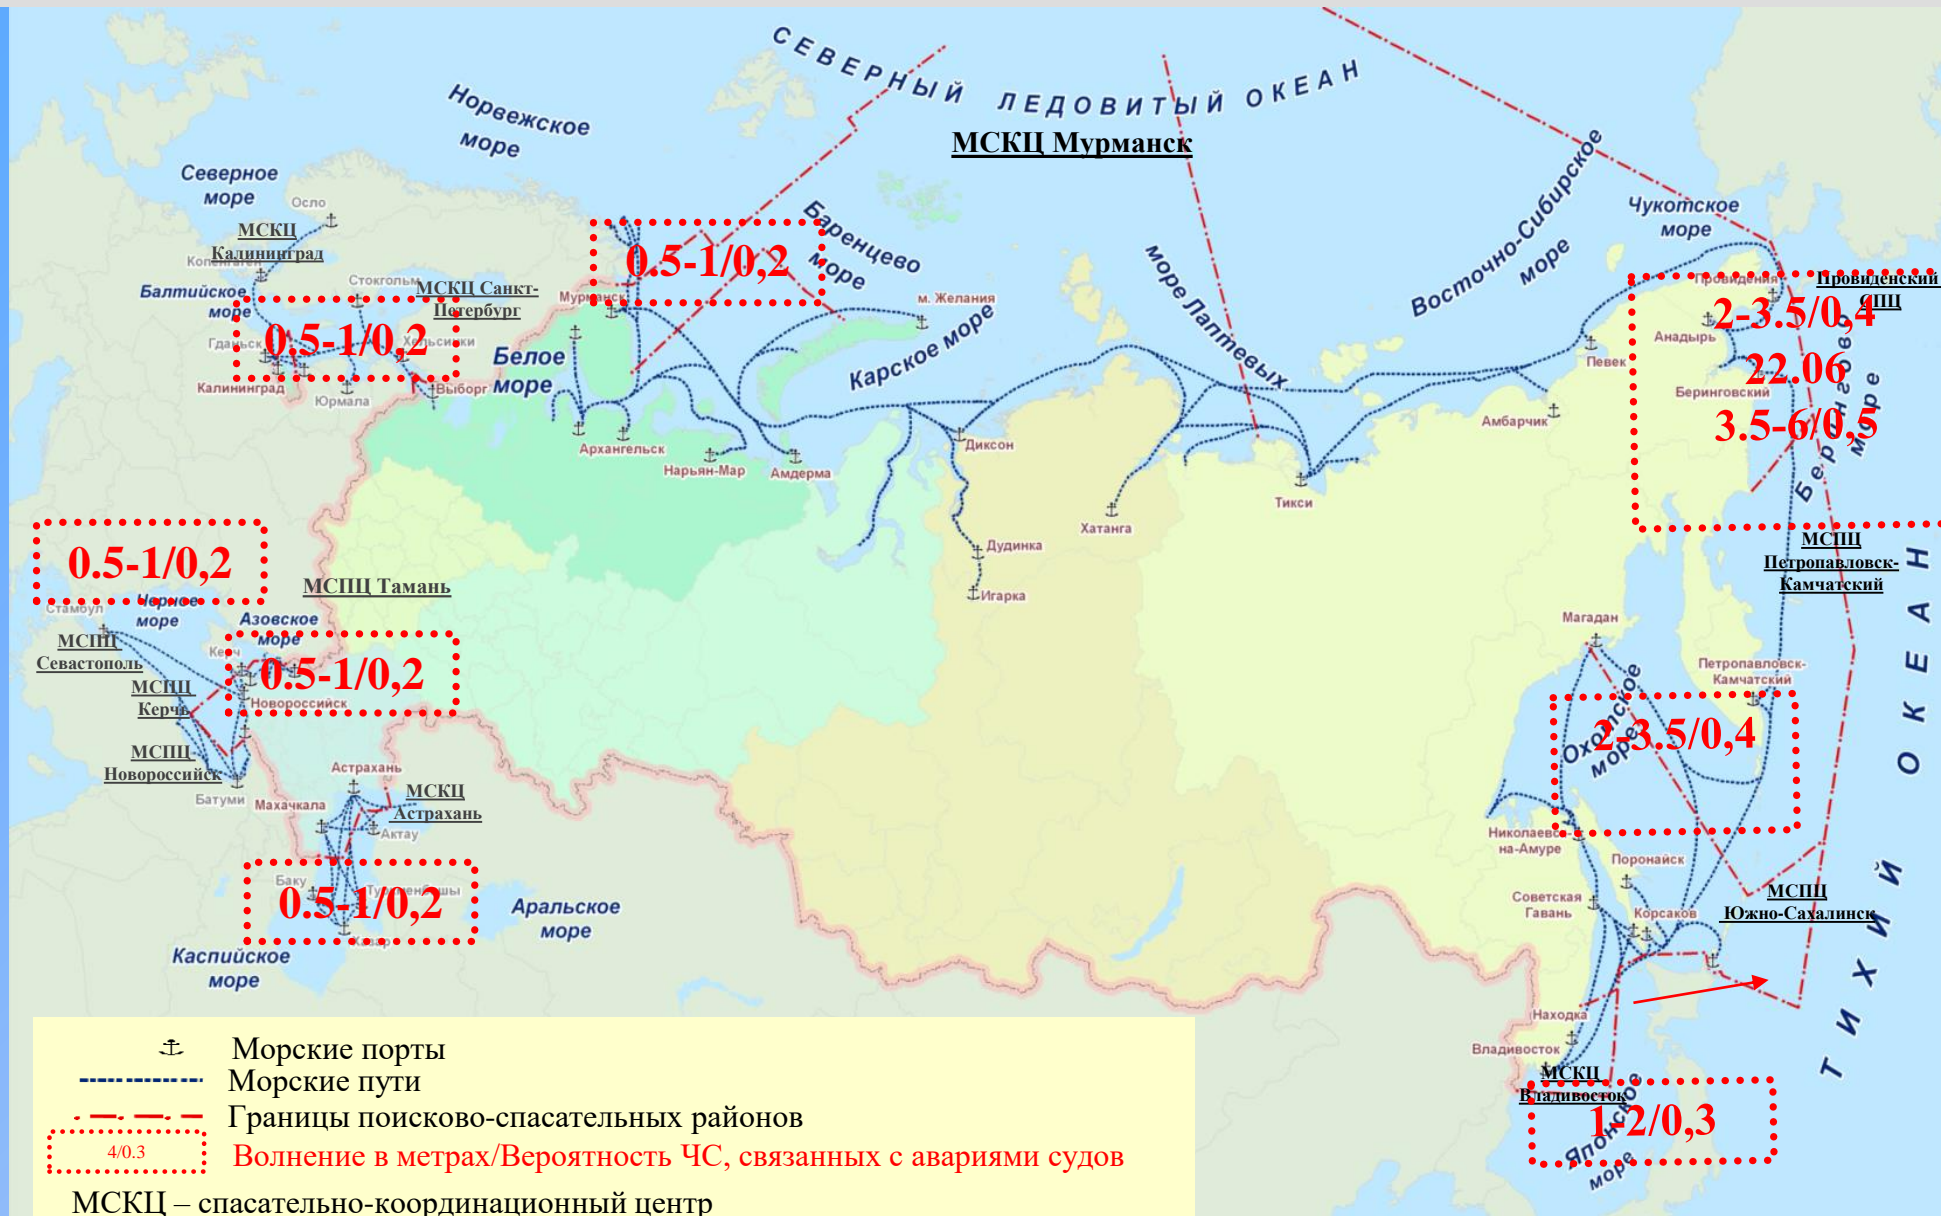 СЕВЕРНЫЙ ЛЕДОВИТЫЙ ОКЕАН
МСКЦ Мурманск
Норвежское
море
Северное
море
Осло
МСКЦ
Калининград
Копенгаген
Стокгольм
МСКЦ Санкт-
Петербург
Балтийское
море
0.5-1/0,2
Гданьск
Хельсинки
Калининград
Юрмала
Выборг
Белое
море
Мурманск
0.5-1/0,2
Баренцево
море
м. Желания
Карское море
море Лаптевых
Восточно-Сибирское
море
Чукотское
море
Провидения
Провиденский
СПЦ
2-3.5/0,4
22.06
3.5-6/0,5
Анадырь
Беринговский
Берингово
море
Певек
Амбарчик
Архангельск
Нарьян-Мар
Амдерма
Диксон
Хатанга
Тикси
Дудинка
Игарка
0.5-1/0,2
МСПЦ Тамань
Стамбул
Черное
море
Азовское
море
МСПЦ
Севастополь
Керч
0.5-1/0,2
МСПЦ
Керчь
Новороссийск
МСПЦ
Новороссийск
Батуми
Астрахань
Махачкала
МСКЦ
Астрахань
Актау
Баку
Туркменбашы
0.5-1/0,2
Каспийское
море
Аральское
море
МСПЦ
Петропавловск-
Камчатский
Магадан
Петропавловск-
Камчатский
Охотское
море
2-3.5/0,4
Николаевск-
на-Амуре
Поронайск
Советская
Гавань
Корсаков
МСПЦ
Южно-Сахалинск
ТИХИЙ ОКЕАН
Находка
Владивосток
МСКЦ
Владивосток
1-2/0,3
Японское
море
Морские порты
Морские пути
Границы поисково-спасательных районов
4/0.3
Волнение в метрах/Вероятность ЧС, связанных с авариями судов
МСКЦ – спасательно-координационный центр